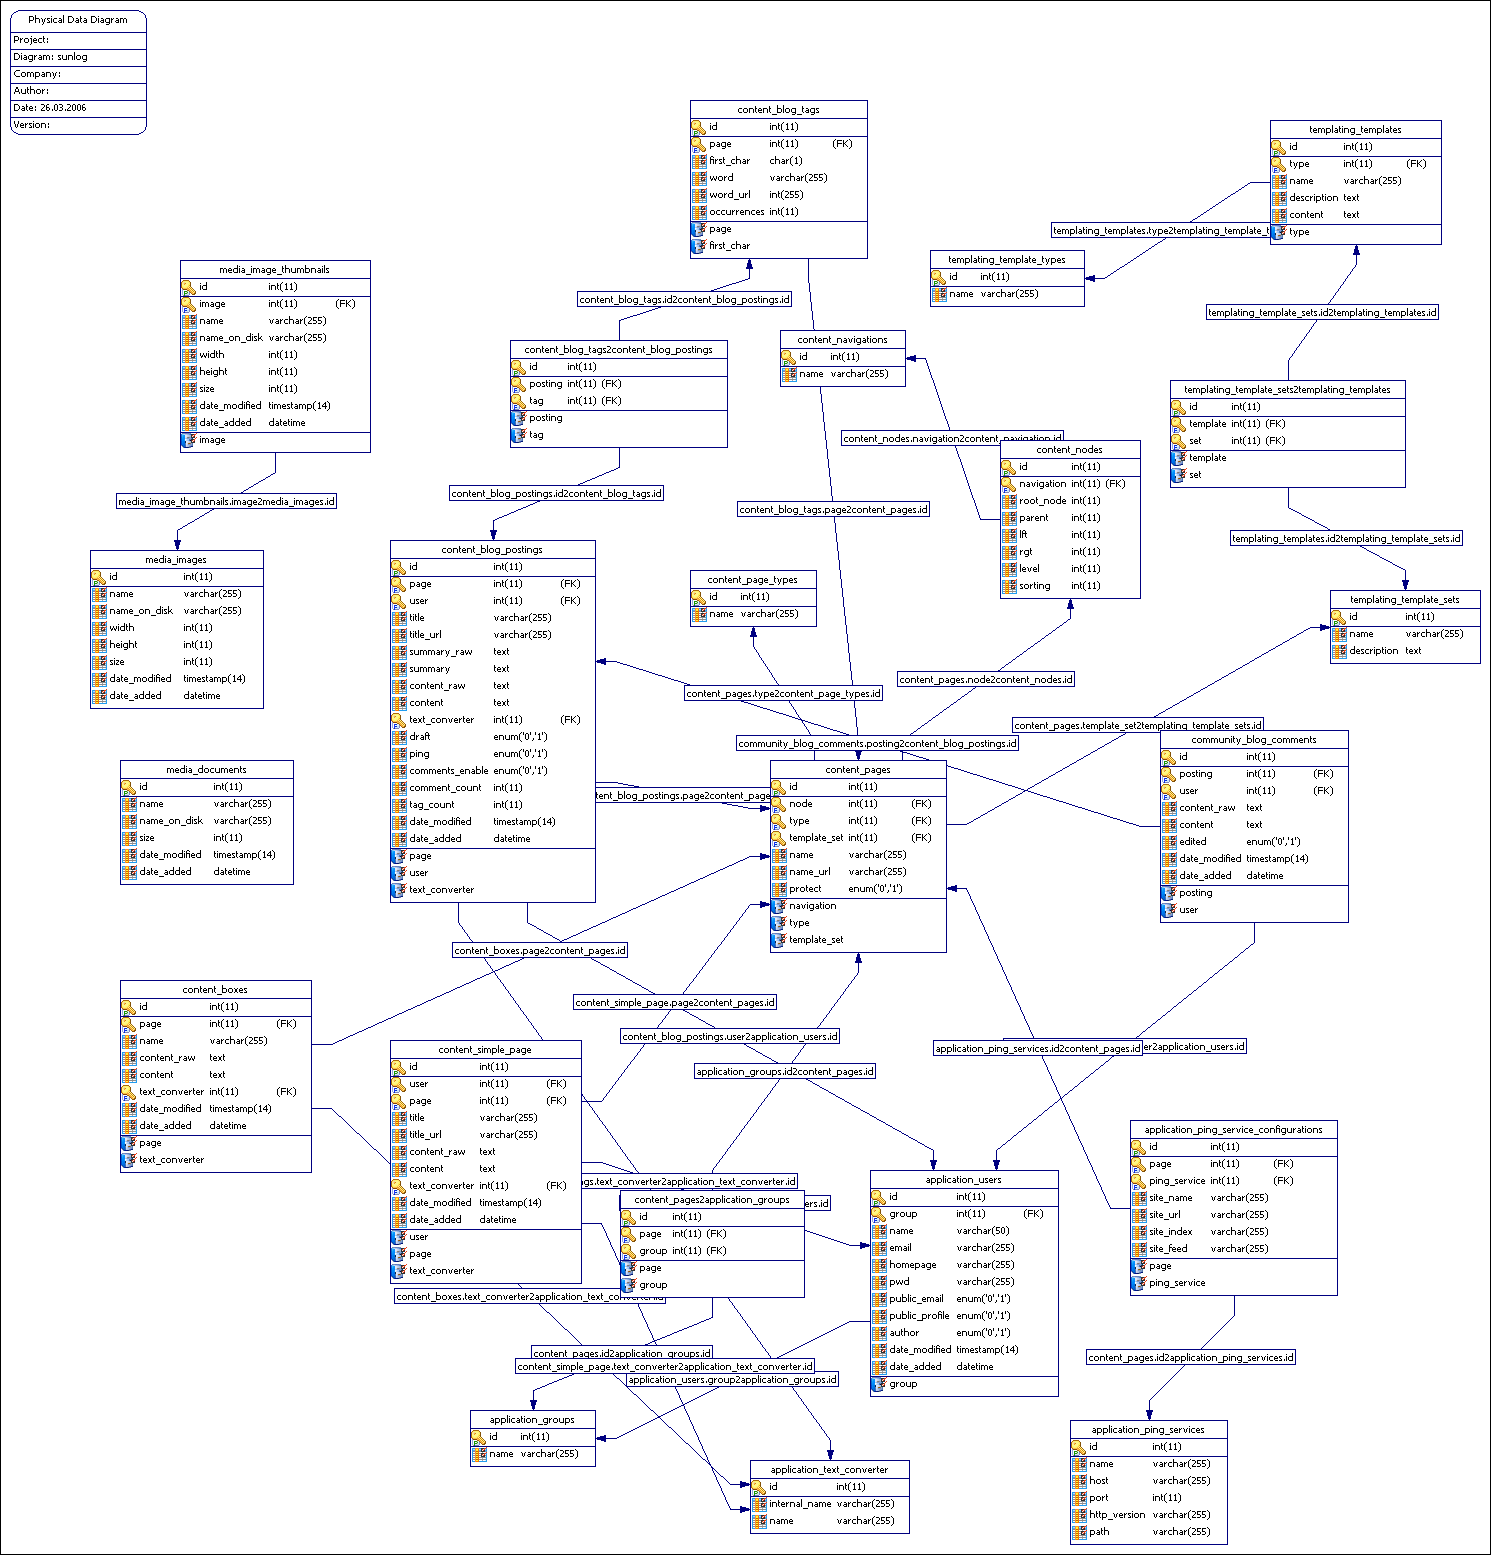 Physical Data Diagram
Project:
Diagram: sunlog
Company:
Author:
Date: 26.03.2006
Version:
content_blog_tags
id int(11)
page int(11) (FK)
first_char char(1)
word varchar(255)
word_url int(255)
occurrences int(11)
page
first_char
templating_templates
id int(11)
type int(11) (FK)
name varchar(255)
description text
content text
type
templating_templates.type2templating_template_t
templating_template_types
id int(11)
name varchar(255)
media_image_thumbnails
id int(11)
image int(11) (FK)
name varchar(255)
name_on_disk varchar(255)
width int(11)
height int(11)
size int(11)
date_modified timestamp(14)
date_added datetime
image
content_blog_tags.id2content_blog_postings.id
templating_template_sets.id2templating_templates.id
content_blog_tags2content_blog_postings
id int(11)
posting int(11) (FK)
tag int(11) (FK)
posting
tag
content_navigations
id int(11)
name varchar(255)
templating_template_sets2templating_templates
id int(11)
template int(11) (FK)
set int(11) (FK)
template
set
content_nodes.navigation2content_navigation.id
content_nodes
id int(11)
navigation int(11) (FK)
root_node int(11)
parent int(11)
lft int(11)
rgt int(11)
level int(11)
sorting int(11)
media_image_thumbnails.image2media_images.id
content_blog_postings.id2content_blog_tags.id
content_blog_tags.page2content_pages.id
templating_templates.id2templating_template_sets.id
media_images
id int(11)
name varchar(255)
name_on_disk varchar(255)
width int(11)
height int(11)
size int(11)
date_modified timestamp(14)
date_added datetime
content_blog_postings
id int(11)
page int(11) (FK)
user int(11) (FK)
title varchar(255)
title_url varchar(255)
summary_raw text
summary text
content_raw text
content text
text_converter int(11) (FK)
draft enum('0','1')
ping enum('0','1')
comments_enable enum('0','1')
comment_count int(11)
tag_count int(11)
date_modified timestamp(14)
date_added datetime
page
user
text_converter
content_page_types
id int(11)
name varchar(255)
templating_template_sets
id int(11)
name varchar(255)
description text
content_pages.node2content_nodes.id
content_pages.type2content_page_types.id
content_pages.template_set2templating_template_sets.id
community_blog_comments.posting2content_blog_postings.id
community_blog_comments
id int(11)
posting int(11) (FK)
user int(11) (FK)
content_raw text
content text
edited enum('0','1')
date_modified timestamp(14)
date_added datetime
posting
user
media_documents
id int(11)
name varchar(255)
name_on_disk varchar(255)
size int(11)
date_modified timestamp(14)
date_added datetime
tent_blog_postings.page2content_page
content_pages
id int(11)
node int(11) (FK)
type int(11) (FK)
template_set int(11) (FK)
name varchar(255)
name_url varchar(255)
protect enum('0','1')
navigation
type
template_set
content_boxes.page2content_pages.id
content_boxes
id int(11)
page int(11) (FK)
name varchar(255)
content_raw text
content text
text_converter int(11) (FK)
date_modified timestamp(14)
date_added datetime
page
text_converter
content_simple_page.page2content_pages.id
content_blog_postings.user2application_users.id
application_ping_services.id2content_pages.id
er2application_users.id
application_groups.id2content_pages.id
content_simple_page
id int(11)
user int(11) (FK)
page int(11) (FK)
title varchar(255)
title_url varchar(255)
content_raw text
content text
text_converter int(11) (FK)
date_modified timestamp(14)
date_added datetime
user
page
text_converter
application_ping_service_configurations
id int(11)
page int(11) (FK)
ping_service int(11) (FK)
site_name varchar(255)
site_url varchar(255)
site_index varchar(255)
site_feed varchar(255)
page
ping_service
gs.text_converter2application_text_converter.id
ers.id
content_pages2application_groups
id int(11)
page int(11) (FK)
group int(11) (FK)
page
group
application_users
id int(11)
group int(11) (FK)
name varchar(50)
email varchar(255)
homepage varchar(255)
pwd varchar(255)
public_email enum('0','1')
public_profile enum('0','1')
author enum('0','1')
date_modified timestamp(14)
date_added datetime
group
content_boxes.text_converter2application_text_converter.id
content_pages.id2application_groups.id
content_simple_page.text_converter2application_text_converter.id
application_users.group2application_groups.id
content_pages.id2application_ping_services.id
application_groups
id int(11)
name varchar(255)
application_text_converter
id int(11)
internal_name varchar(255)
name varchar(255)
application_ping_services
id int(11)
name varchar(255)
host varchar(255)
port int(11)
http_version varchar(255)
path varchar(255)